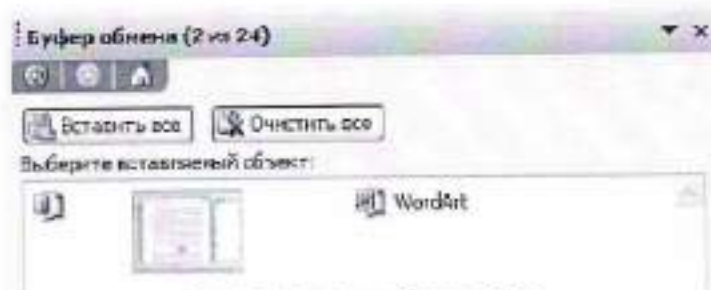 Буфер обмена (2 из 24)
Вставить все Очистить все
Выберите вставляемый объект:
WordArt